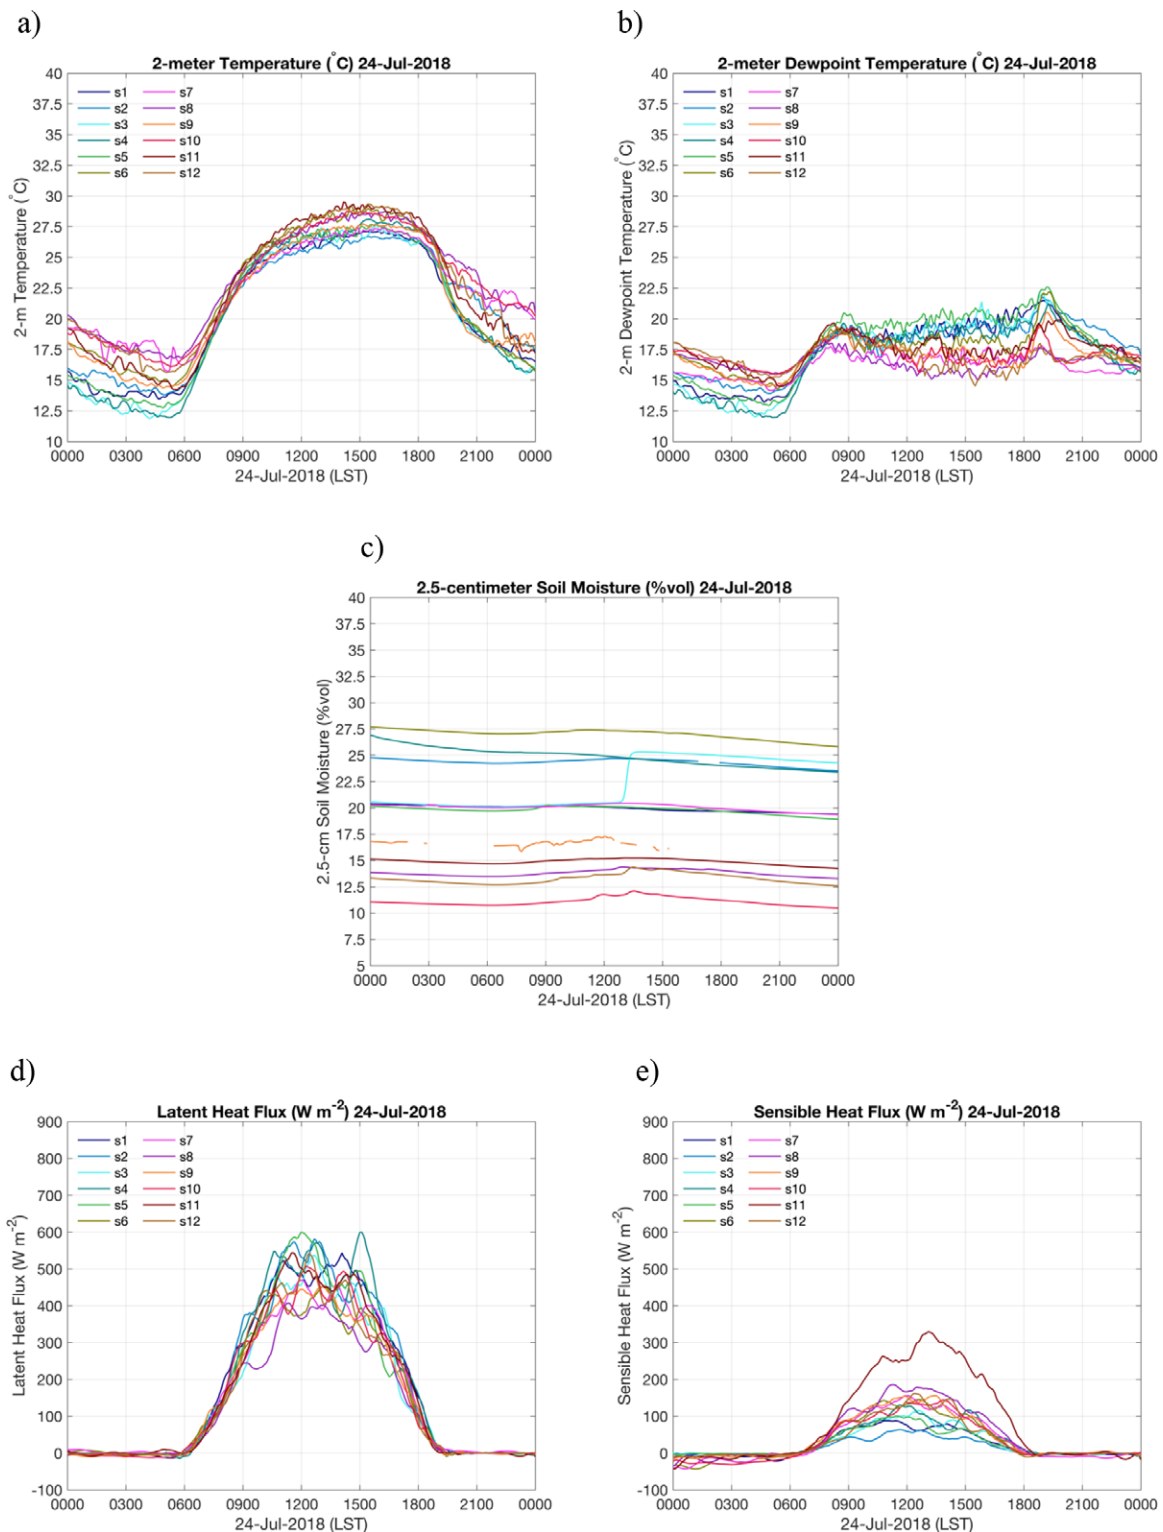 a)
2-meter Temperature (°C) 24-Jul-2018
40
37.5
35
32.5
30
27.5
25
22.5
20
17.5
15
12.5
10
2-m Temperature (°C)
s1 s7
s2 s8
s3 s9
s4 s10
s5 s11
s6 s12
0000 0300 0600 0900 1200 1500 1800 2100 0000
24-Jul-2018 (LST)
b)
2-meter Dewpoint Temperature (°C) 24-Jul-2018
40
37.5
35
32.5
30
27.5
25
22.5
20
17.5
15
12.5
10
2-m Dewpoint Temperature (°C)
s1 s7
s2 s8
s3 s9
s4 s10
s5 s11
s6 s12
0000 0300 0600 0900 1200 1500 1800 2100 0000
24-Jul-2018 (LST)
c)
2.5-centimeter Soil Moisture (%vol) 24-Jul-2018
40
37.5
35
32.5
30
27.5
25
22.5
20
17.5
15
12.5
10
7.5
5
2.5-cm Soil Moisture (%vol)
0000 0300 0600 0900 1200 1500 1800 2100 0000
24-Jul-2018 (LST)
d)
Latent Heat Flux (W m⁻²) 24-Jul-2018
900
800
700
600
500
400
300
200
100
0
-100
Latent Heat Flux (W m⁻²)
s1 s7
s2 s8
s3 s9
s4 s10
s5 s11
s6 s12
0000 0300 0600 0900 1200 1500 1800 2100 0000
24-Jul-2018 (LST)
e)
Sensible Heat Flux (W m⁻²) 24-Jul-2018
900
800
700
600
500
400
300
200
100
0
-100
Sensible Heat Flux (W m⁻²)
s1 s7
s2 s8
s3 s9
s4 s10
s5 s11
s6 s12
0000 0300 0600 0900 1200 1500 1800 2100 0000
24-Jul-2018 (LST)